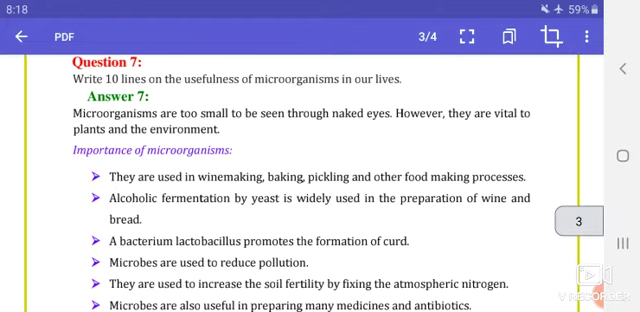 8:18
59%
PDF
3/4
Question 7:
Write 10 lines on the usefulness of microorganisms in our lives.
Answer 7:
Microorganisms are too small to be seen through naked eyes. However, they are vital to
plants and the environment.
Importance of microorganisms:
They are used in winemaking, baking, pickling and other food making processes.
Alcoholic fermentation by yeast is widely used in the preparation of wine and
bread.
3
A bacterium lactobacillus promotes the formation of curd.
Microbes are used to reduce pollution.
They are used to increase the soil fertility by fixing the atmospheric nitrogen.
V RECORDER
Microbes are also useful in preparing many medicines and antibiotics.